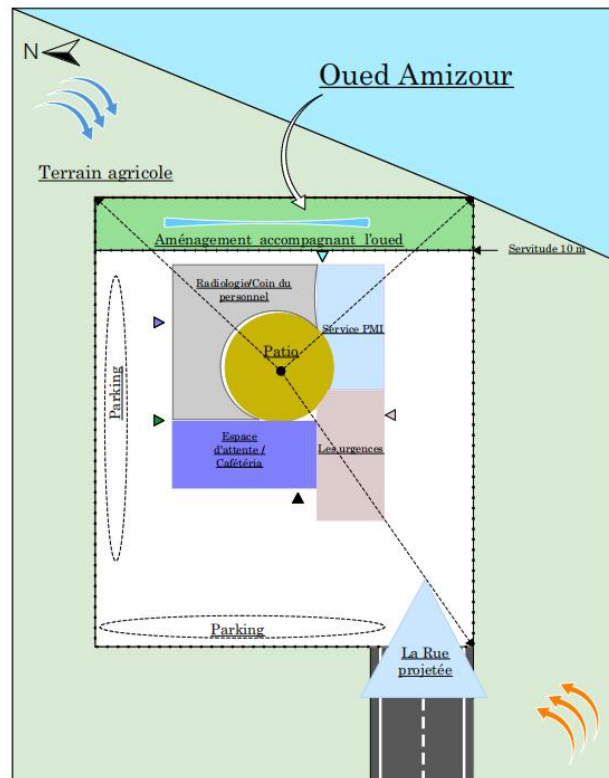 N
Oued Amizour
Terrain agricole
Aménagement accompagnant l'oued
Servitude 10 m
Radiologie/Coin du
personnel
Service PMI
Patio
Parking
Espace
d'attente /
Cafétéria
Les urgences
Parking
La Rue
projetée